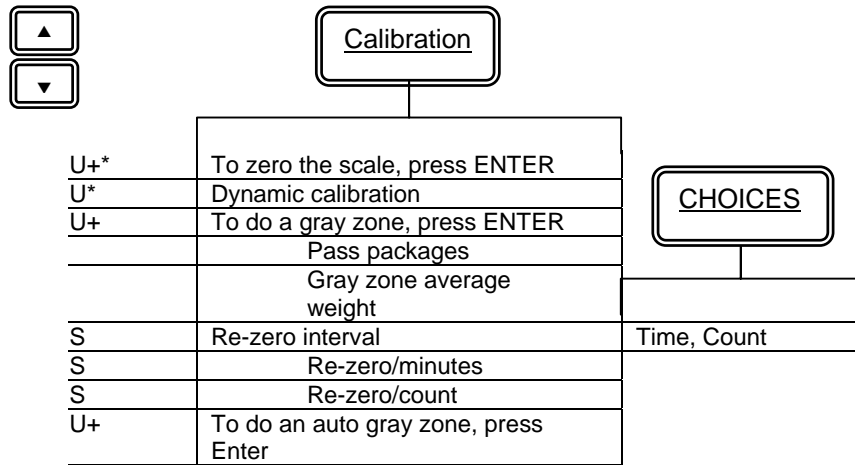 ▲
▼
Calibration
U+* To zero the scale, press ENTER
U* Dynamic calibration
CHOICES
U+ To do a gray zone, press ENTER
Pass packages
Gray zone average
weight
S Re-zero interval Time, Count
S Re-zero/minutes
S Re-zero/count
U+ To do an auto gray zone, press
Enter